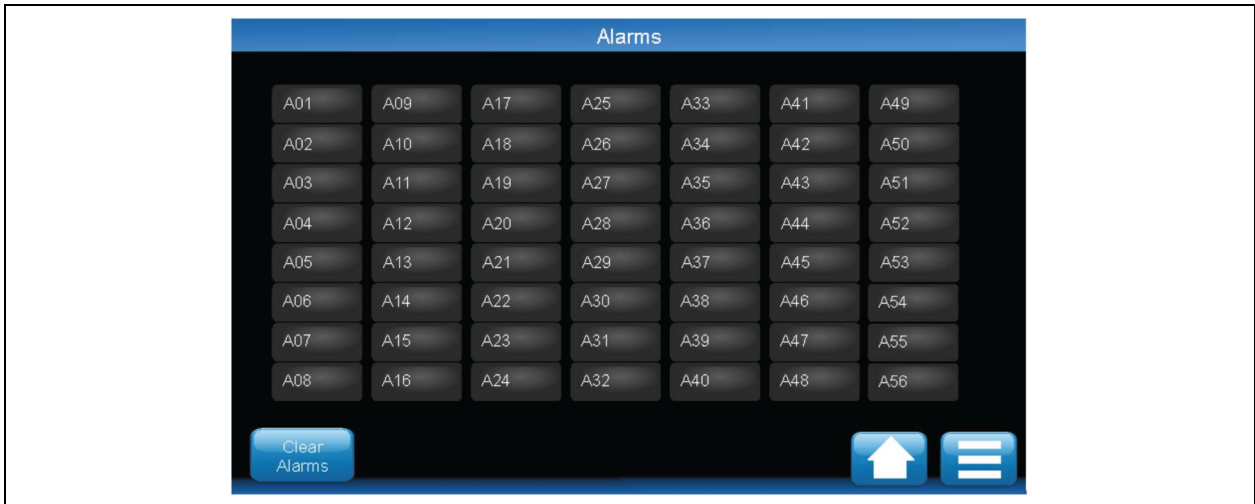 Alarms
A01 A09 A17 A25 A33 A41 A49
A02 A10 A18 A26 A34 A42 A50
A03 A11 A19 A27 A35 A43 A51
A04 A12 A20 A28 A36 A44 A52
A05 A13 A21 A29 A37 A45 A53
A06 A14 A22 A30 A38 A46 A54
A07 A15 A23 A31 A39 A47 A55
A08 A16 A24 A32 A40 A48 A56
Clear
Alarms